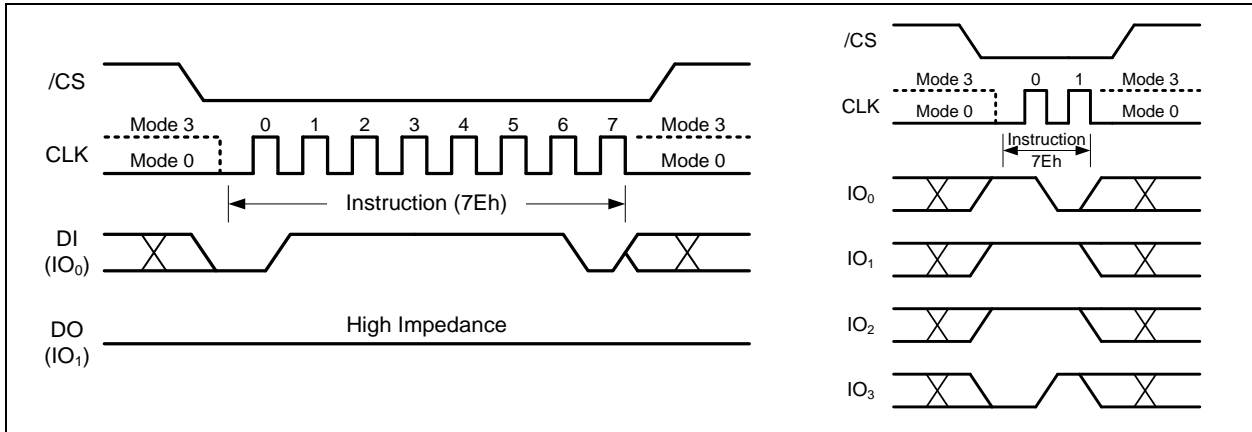 /CS
Mode 3 0 1 2 3 4 5 6 7 Mode 3
CLK
Mode 0 Mode 0
Instruction (7Eh)
DI
(IO₀)
High Impedance
DO
(IO₁)
/CS
Mode 3 0 1 Mode 3
CLK
Mode 0 Mode 0
Instruction
7Eh
IO₀
IO₁
IO₂
IO₃